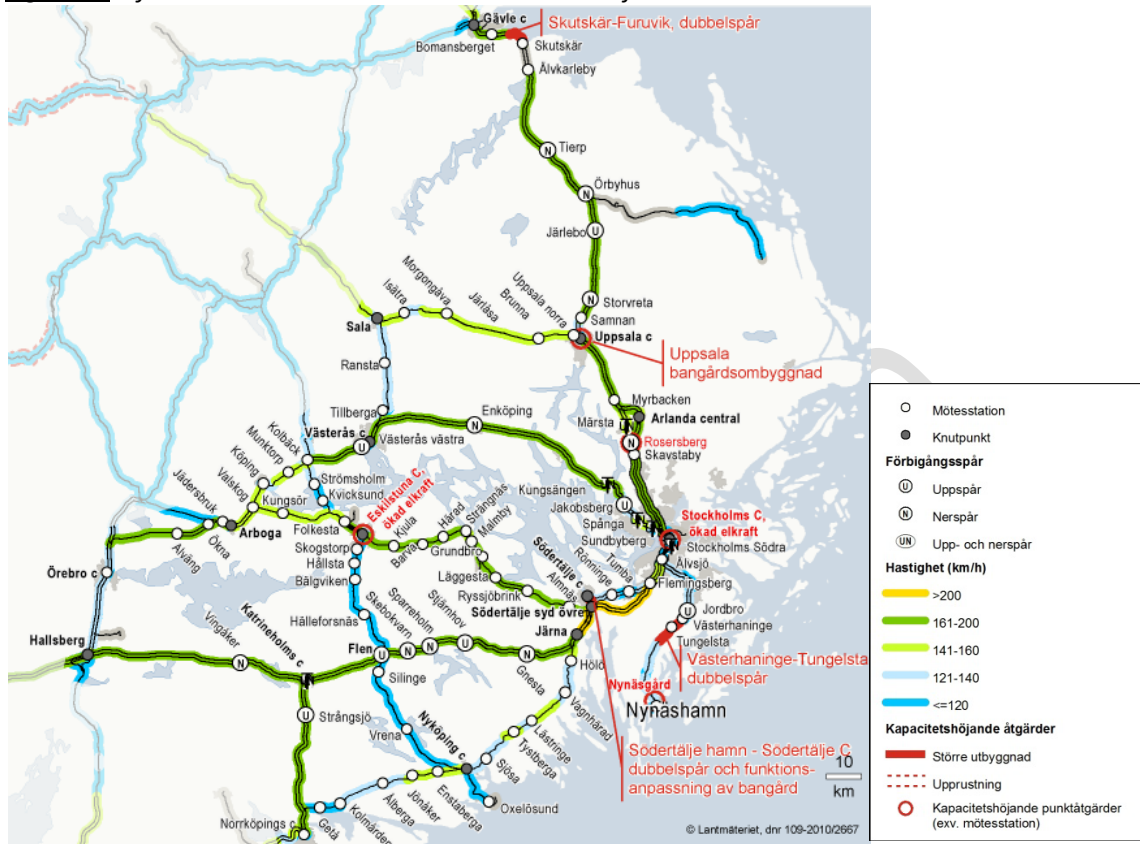 Gävle c
Skutskär-Furuvik, dubbelspår
Bomansberget
Skutskär
Älvkarleby
Tierp
N
Örbyhus
N
Järlebo
U
Storvreta
N
Samnan
Uppsala norra
Brunna
Järlåsa
Morgongåva
Isätra
Sala
Uppsala c
Uppsala
bangårdsombyggnad
Ransta
Tillberga
Enköping
N
Myrbacken
Arlanda central
Märsta
UN
Västerås c
U
Västerås västra
Rosersberg
N
Skavstaby
Kolbäck
Munktorp
Köping
Valskog
Jädersbruk
Strömsholm
Kvicksund
Kungsör
Eskilstuna C,
ökad elkraft
Kungsängen
Jakobsberg
U
Spånga
Sundbyberg
Stockholms C,
ökad elkraft
Stockholms Södra
Älvsjö
Arboga
Ökna
Alväng
Folkesta
Skogstorp
Hållsta
Bälgviken
Kjula
Barva
Härad
Grundbro
Strängnäs
Malmby
Läggesta
Ryssjöbrink
Södertälje c
Almnäs
Rönninge
Tumba
Flemingsberg
Södertälje syd övre
Örebro c
Hälleforsnäs
Skebokvarn
Sparreholm
Stjärnhov
Järna
Jordbro
U
Västerhaninge
Tungelsta
Västerhaninge-Tungelsta
dubbelspår
Hallsberg
Vingåker
N
Katrineholms c
Flen
U
N
N
U
N
Gnesta
Hölö
Silinge
Nynäsgård
Nynäshamn
Strångsjö
U
Vrena
Nyköping c
Vagnhärad
Lästringe
Tystberga
Sjösa
Södertälje hamn - Södertälje C
dubbelspår och funktions-
anpassning av bangård
10
km
Oxelösund
Enstaberga
Jönåker
Ålberga
Kolmården
Getå
Norrköpings c
© Lantmäteriet, dnr 109-2010/2667
Mötesstation
Knutpunkt
Förbigångsspår
U Uppspår
N Nerspår
UN Upp- och nerspår
Hastighet (km/h)
>200
161-200
141-160
121-140
<=120
Kapacitetshöjande åtgärder
Större utbyggnad
Upprustning
Kapacitetshöjande punktåtgärder
(exv. mötesstation)